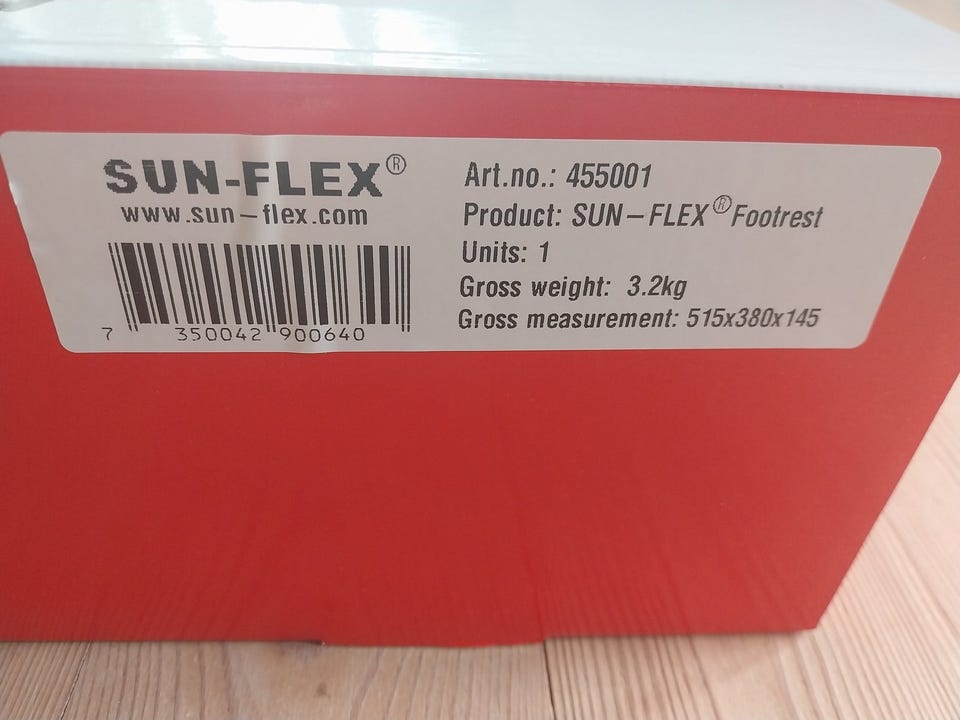 SUN-FLEX®
www.sun-flex.com
7 350042 900640
Art.no.: 455001
Product: SUN-FLEX® Footrest
Units: 1
Gross weight: 3.2kg
Gross measurement: 515x380x145